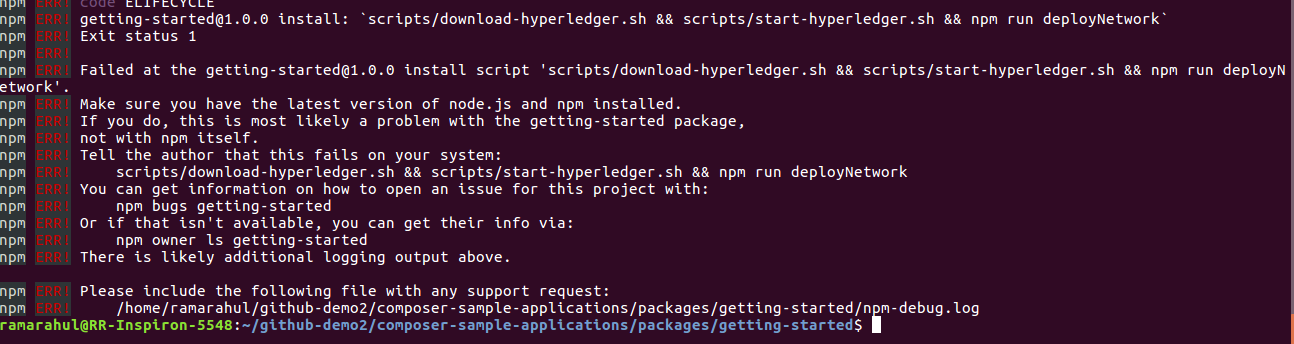 npm ERR! code ELIFECYCLE
npm ERR! getting-started@1.0.0 install: `scripts/download-hyperledger.sh && scripts/start-hyperledger.sh && npm run deployNetwork`
npm ERR! Exit status 1
npm ERR!
npm ERR! Failed at the getting-started@1.0.0 install script 'scripts/download-hyperledger.sh && scripts/start-hyperledger.sh && npm run deployN
etwork'.
npm ERR! Make sure you have the latest version of node.js and npm installed.
npm ERR! If you do, this is most likely a problem with the getting-started package,
npm ERR! not with npm itself.
npm ERR! Tell the author that this fails on your system:
npm ERR!     scripts/download-hyperledger.sh && scripts/start-hyperledger.sh && npm run deployNetwork
npm ERR! You can get information on how to open an issue for this project with:
npm ERR!     npm bugs getting-started
npm ERR! Or if that isn't available, you can get their info via:
npm ERR!     npm owner ls getting-started
npm ERR! There is likely additional logging output above.

npm ERR! Please include the following file with any support request:
npm ERR!     /home/ramarahul/github-demo2/composer-sample-applications/packages/getting-started/npm-debug.log
ramarahul@RR-Inspiron-5548:~/github-demo2/composer-sample-applications/packages/getting-started$